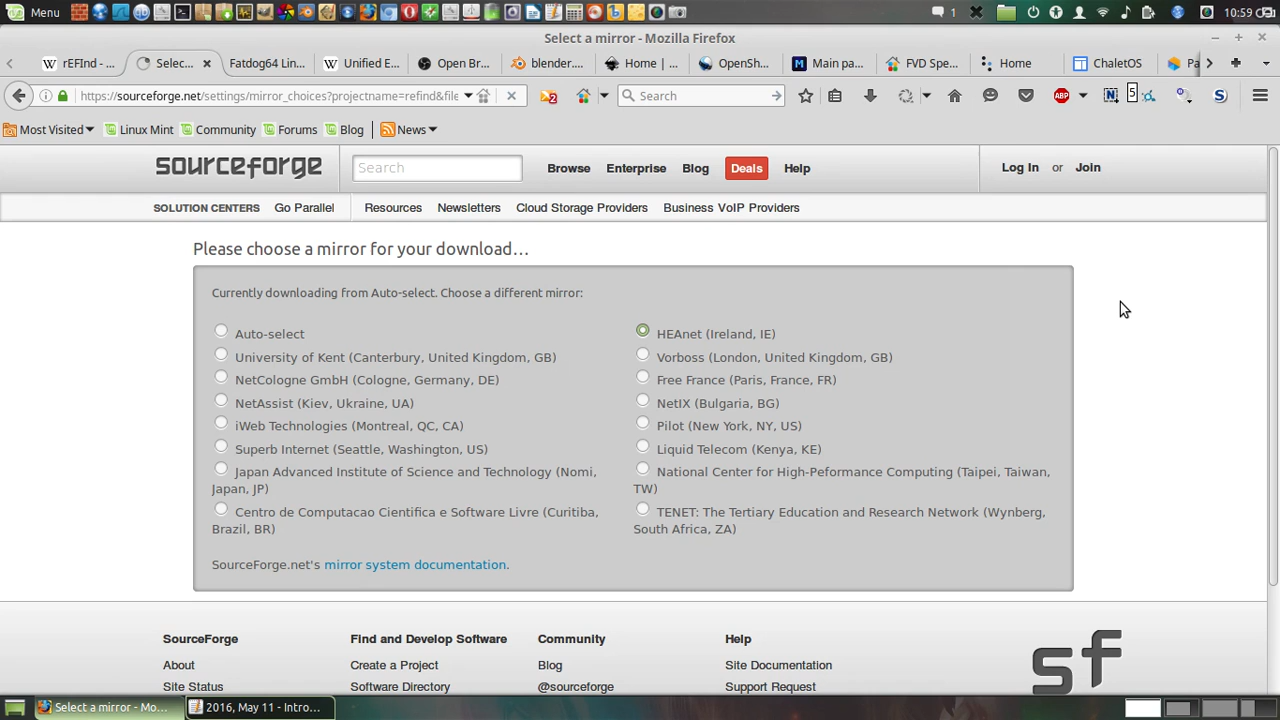 Menu
1
10:59
Select a mirror - Mozilla Firefox
rEFInd - ...
Selec...
Fatdog64 Lin...
Unified E...
Open Br...
blender....
Home | ...
OpenSh...
Main pa...
FVD Spe...
Home
ChaletOS
Pa
https://sourceforge.net/settings/mirror_choices?projectname=refind&file
2
Search
ABP
5
Most Visited
Linux Mint
Community
Forums
Blog
News
sourceforge
Search
Browse
Enterprise
Blog
Deals
Help
Log In or Join
SOLUTION CENTERS
Go Parallel
Resources
Newsletters
Cloud Storage Providers
Business VoIP Providers
Please choose a mirror for your download...
Currently downloading from Auto-select. Choose a different mirror:
Auto-select
HEAnet (Ireland, IE)
University of Kent (Canterbury, United Kingdom, GB)
Vorboss (London, United Kingdom, GB)
NetCologne GmbH (Cologne, Germany, DE)
Free France (Paris, France, FR)
NetAssist (Kiev, Ukraine, UA)
NetIX (Bulgaria, BG)
iWeb Technologies (Montreal, QC, CA)
Pilot (New York, NY, US)
Superb Internet (Seattle, Washington, US)
Liquid Telecom (Kenya, KE)
Japan Advanced Institute of Science and Technology (Nomi,
Japan, JP)
National Center for High-Peformance Computing (Taipei, Taiwan,
TW)
Centro de Computacao Cientifica e Software Livre (Curitiba,
Brazil, BR)
TENET: The Tertiary Education and Research Network (Wynberg,
South Africa, ZA)
SourceForge.net's mirror system documentation.
SourceForge
Find and Develop Software
Community
Help
About
Create a Project
Blog
Site Documentation
Site Status
Software Directory
@sourceforge
Support Request
sf
Select a mirror - Mo...
2016, May 11 - Intro...